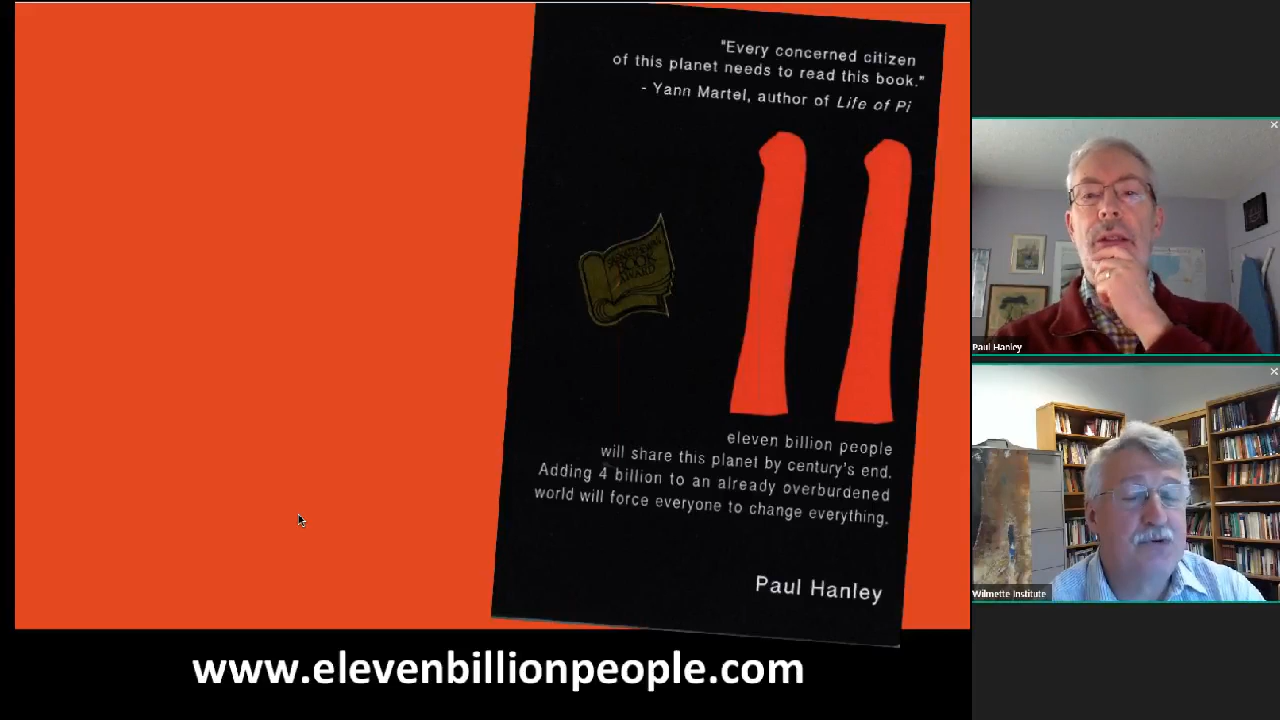 "Every concerned citizen
of this planet needs to read this book."
- Yann Martel, author of Life of Pi
11
BOOK
AWARD
eleven billion people
will share this planet by century's end.
Adding 4 billion to an already overburdened
world will force everyone to change everything.
Paul Hanley
www.elevenbillionpeople.com
Paul Hanley
Wilmette Institute